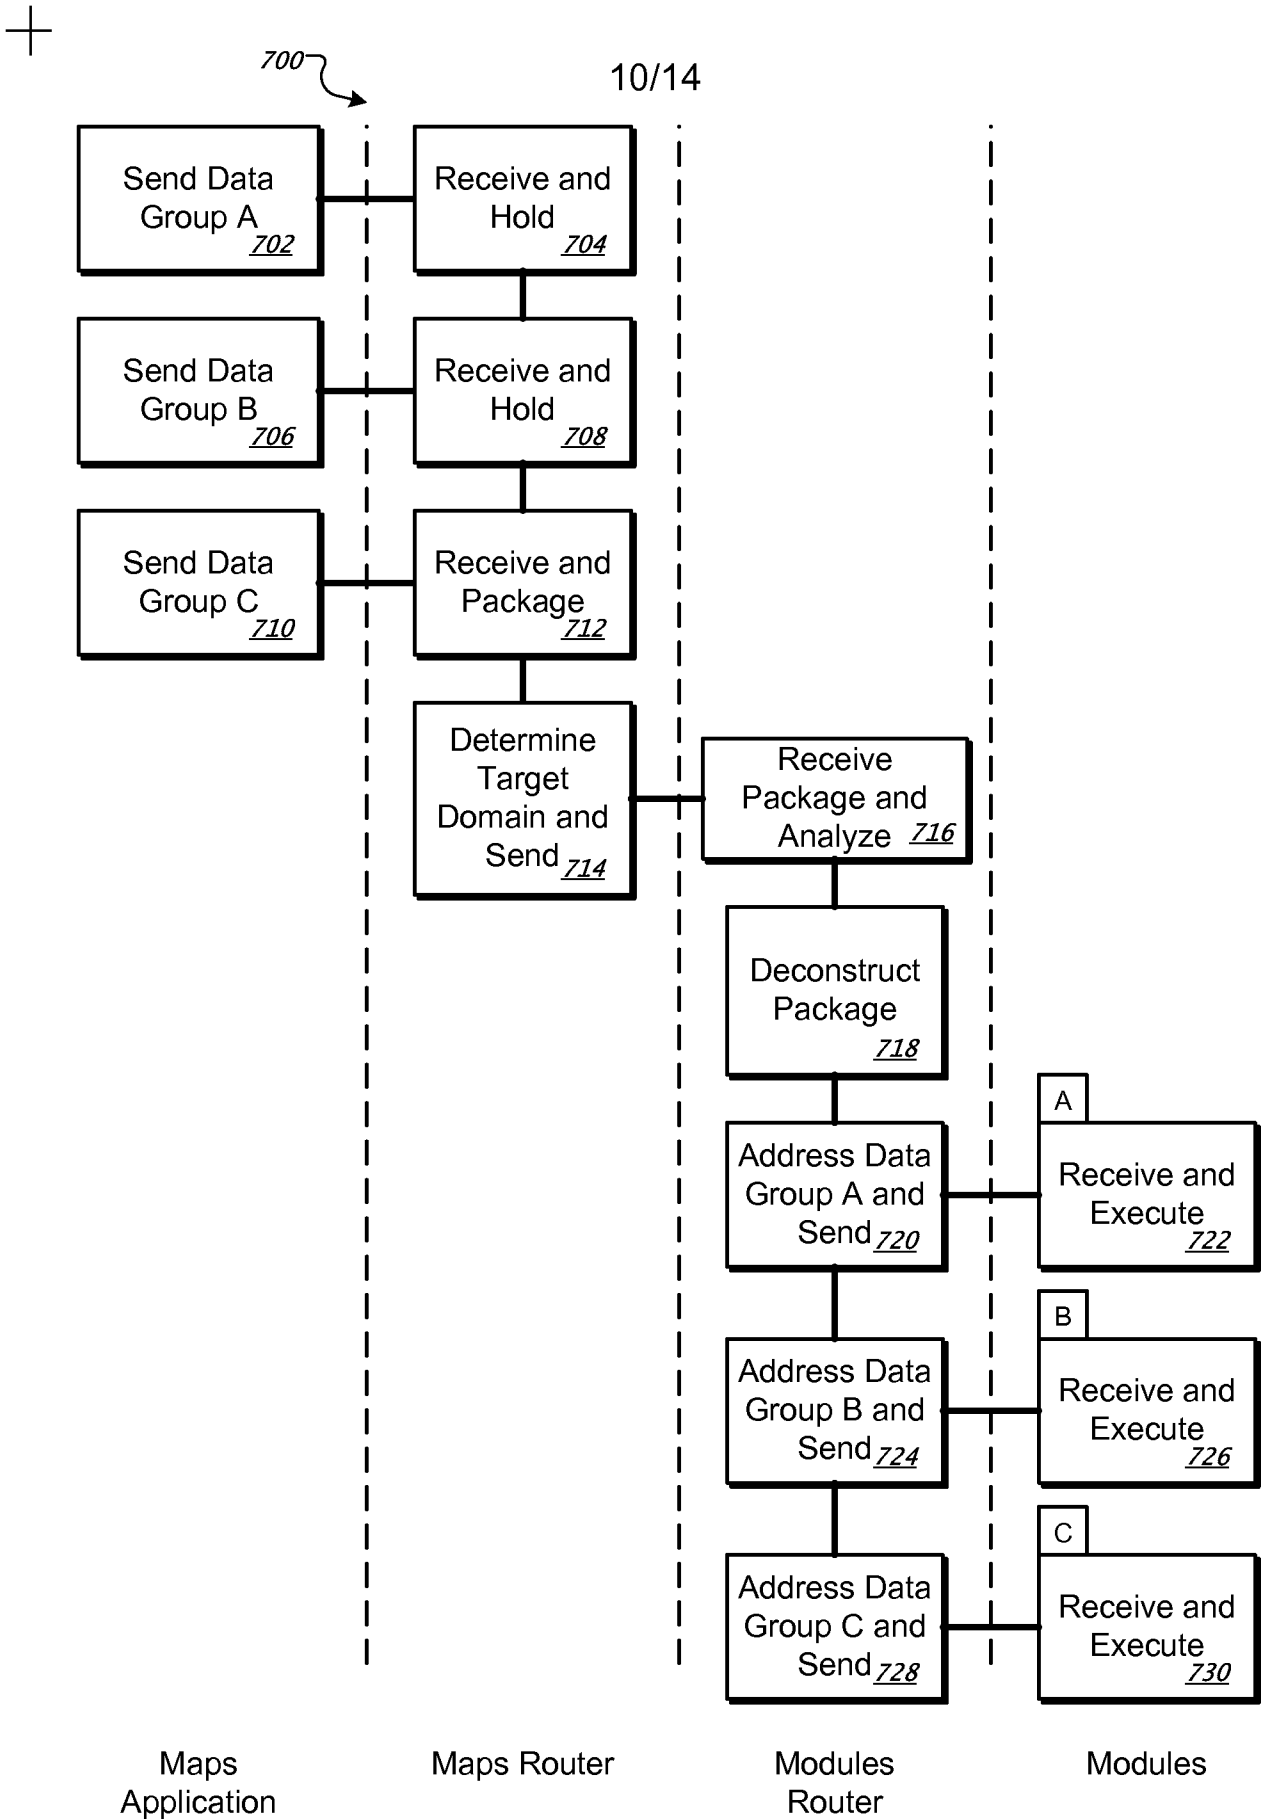 700
10/14
Send Data
Group A
702
Receive and
Hold
704
Send Data
Group B
706
Receive and
Hold
708
Send Data
Group C
710
Receive and
Package
712
Determine
Target
Domain and
Send 714
Receive
Package and
Analyze 716
Deconstruct
Package
718
Address Data
Group A and
Send 720
A
Receive and
Execute
722
Address Data
Group B and
Send 724
B
Receive and
Execute
726
Address Data
Group C and
Send 728
C
Receive and
Execute
730
Maps
Application
Maps Router
Modules
Router
Modules